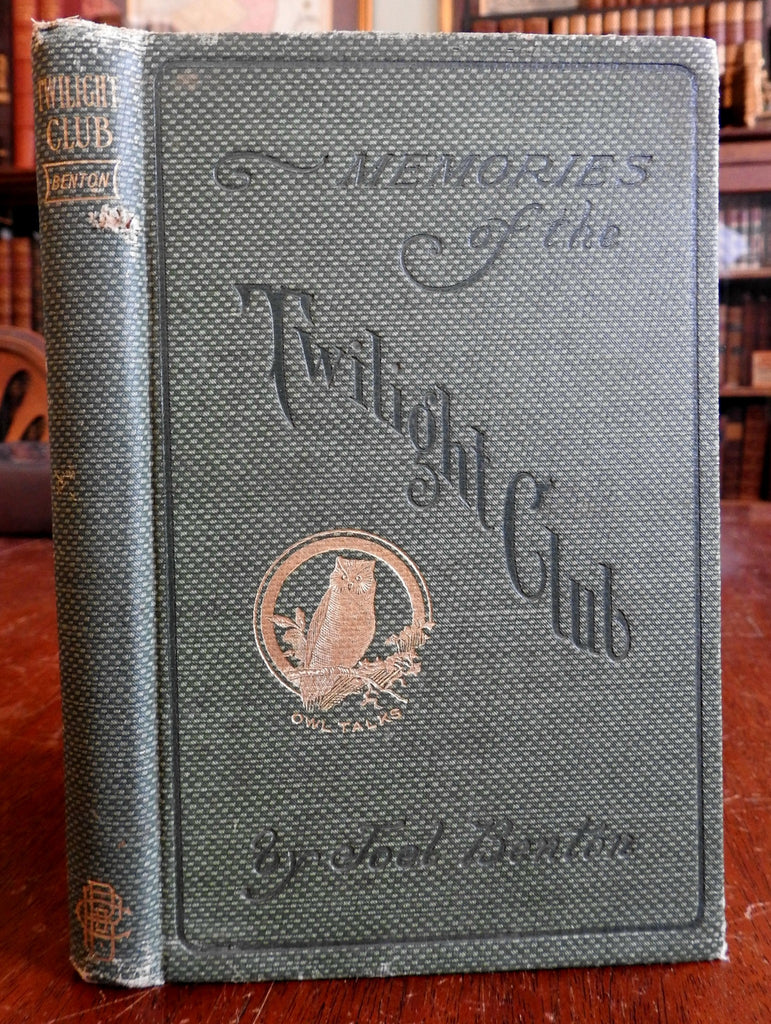 TWILIGHT
CLUB
BENTON
MEMORIES
of the
Twilight Club
OWL TALKS
by Joel Benton